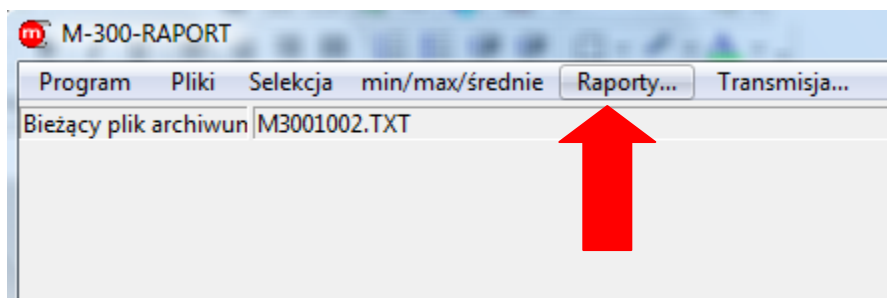 M-300-RAPORT
Program Pliki Selekcja min/max/średnie Raporty... Transmisja...
Bieżący plik archiwun M3001002.TXT